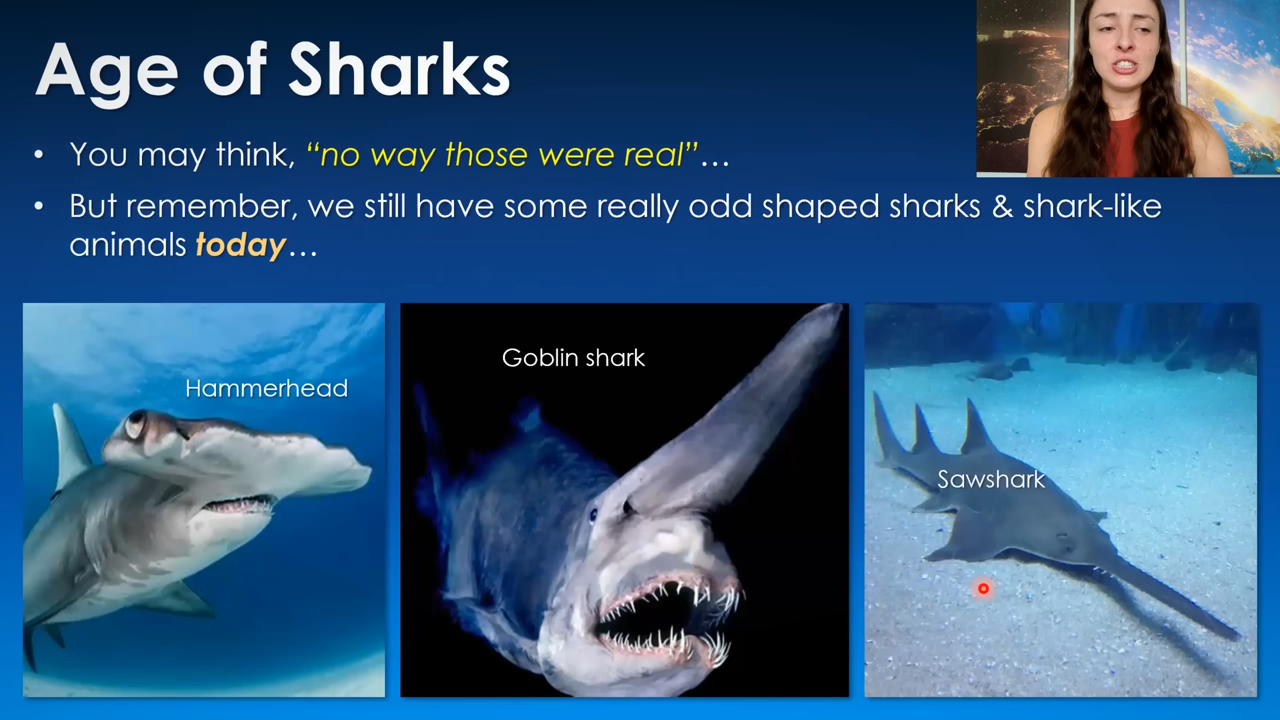 Age of Sharks
• You may think, “no way those were real”…
• But remember, we still have some really odd shaped sharks & shark-like
animals today…
Hammerhead
Goblin shark
Sawshark